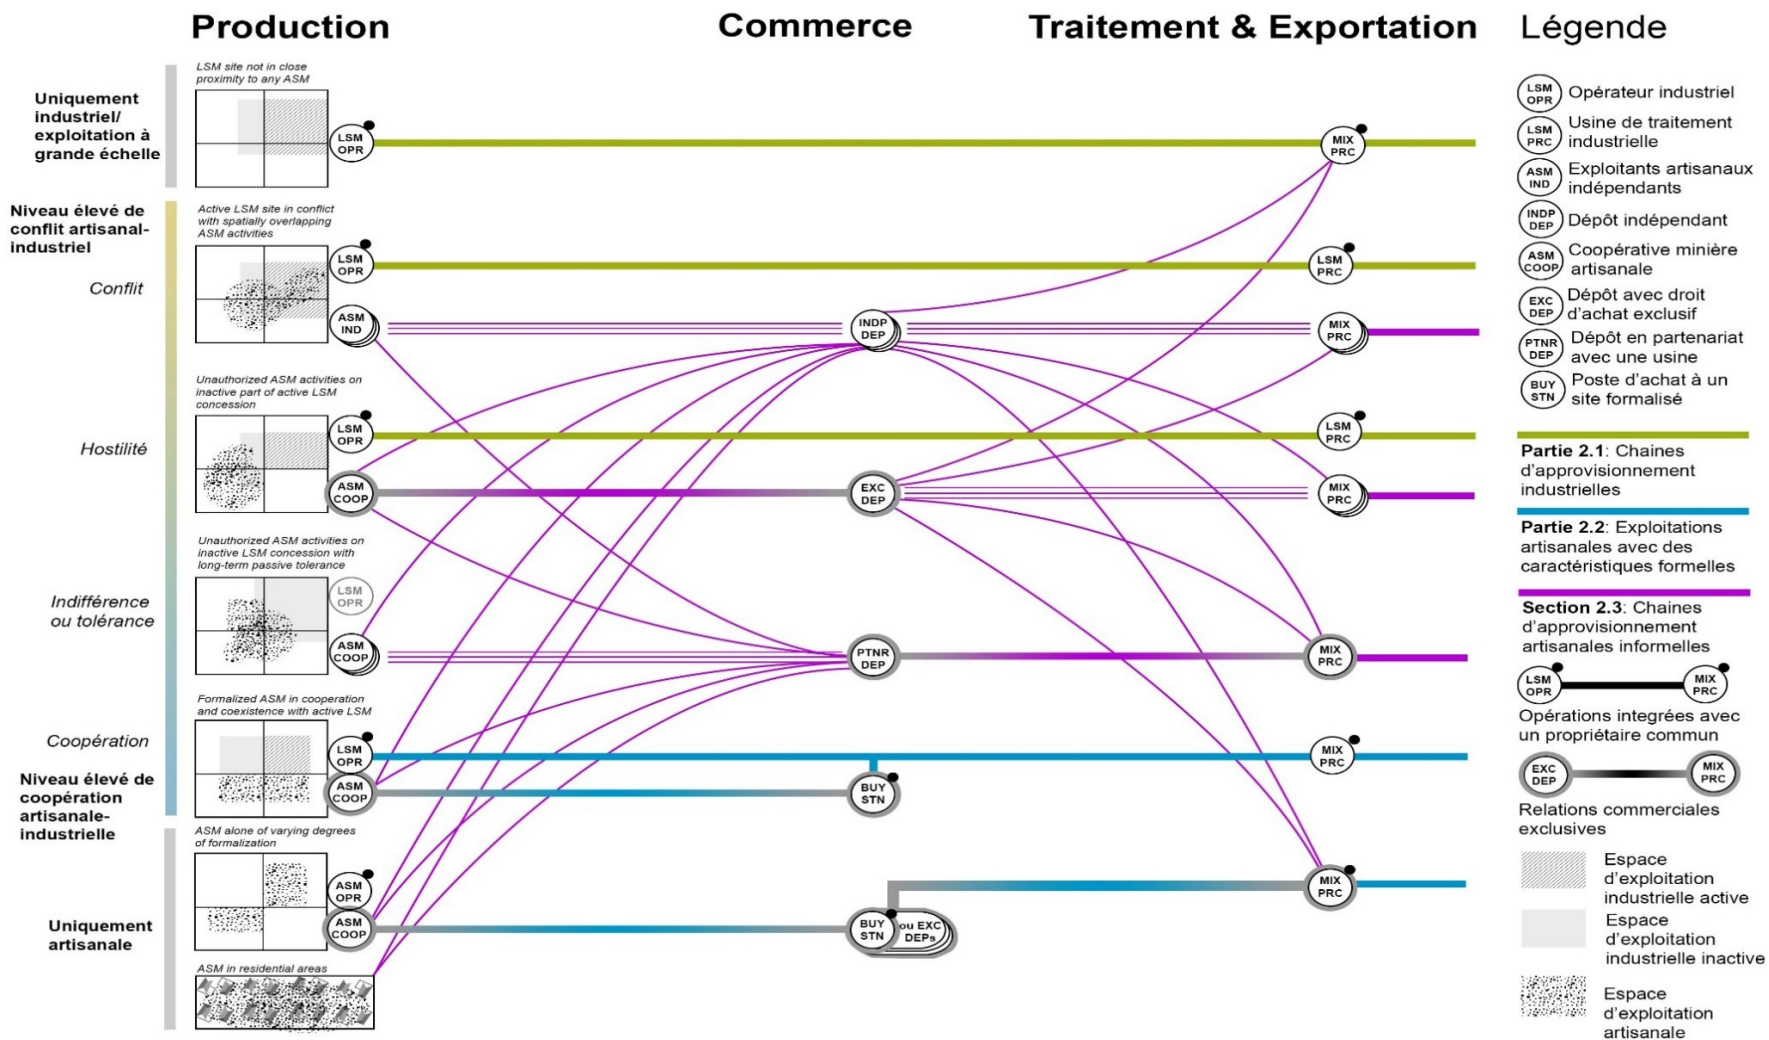 Production
Commerce
Traitement & Exportation
Légende
Uniquement
industriel/
exploitation à
grande échelle
LSM site not in close
proximity to any ASM
LSM
OPR
MIX
PRC
Niveau élevé de
conflit artisanal-
industriel
Conflit
Active LSM site in conflict
with spatially overlapping
ASM activities
LSM
OPR
LSM
PRC
ASM
IND
INDP
DEP
MIX
PRC
Hostilité
Unauthorized ASM activities on
inactive part of active LSM
concession
LSM
OPR
LSM
PRC
ASM
COOP
EXC
DEP
MIX
PRC
Indifférence
ou tolérance
Unauthorized ASM activities on
inactive LSM concession with
long-term passive tolerance
LSM
OPR
ASM
COOP
PTNR
DEP
MIX
PRC
Coopération
Niveau élevé de
coopération
artisanale-
industrielle
Formalized ASM in cooperation
and coexistence with active LSM
LSM
OPR
MIX
PRC
ASM
COOP
BUY
STN
Uniquement
artisanale
ASM alone of varying degrees
of formalization
ASM
OPR
MIX
PRC
ASM
COOP
BUY
STN
ou EXC
DEPs
ASM in residential areas
LSM
OPR
Opérateur industriel
LSM
PRC
Usine de traitement
industrielle
ASM
IND
Exploitants artisanaux
indépendants
INDP
DEP
Dépôt indépendant
ASM
COOP
Coopérative minière
artisanale
EXC
DEP
Dépôt avec droit
d'achat exclusif
PTNR
DEP
Dépôt en partenariat
avec une usine
BUY
STN
Poste d'achat à un
site formalisé
Partie 2.1: Chaines
d'approvisionnement
industrielles
Partie 2.2: Exploitations
artisanales avec des
caractéristiques formelles
Section 2.3: Chaines
d'approvisionnement
artisanales informelles
LSM
OPR
MIX
PRC
Opérations integrées avec
un propriétaire commun
EXC
DEP
MIX
PRC
Relations commerciales
exclusives
Espace
d'exploitation
industrielle active
Espace
d'exploitation
industrielle inactive
Espace
d'exploitation
artisanale